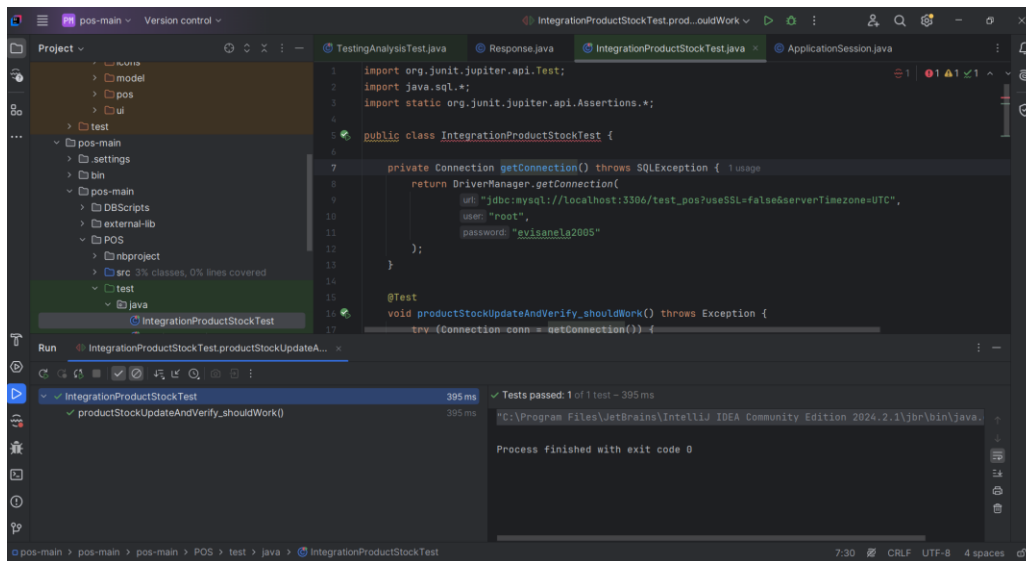 PM pos-main Version control IntegrationProductStockTest.prod...ouldWork
Project
TestingAnalysisTest.java Response.java IntegrationProductStockTest.java ApplicationSession.java
icons
model
pos
ui
test
pos-main
.settings
bin
pos-main
DBScripts
external-lib
POS
nbproject
src 3% classes, 0% lines covered
test
java
IntegrationProductStockTest
1 import org.junit.jupiter.api.Test;
2 import java.sql.*;
3 import static org.junit.jupiter.api.Assertions.*;
4
5 public class IntegrationProductStockTest {
6
7 private Connection getConnection() throws SQLException { 1 usage
8 return DriverManager.getConnection(
9 url: "jdbc:mysql://localhost:3306/test_pos?useSSL=false&serverTimezone=UTC",
10 user: "root",
11 password: "evisanela2005"
12 );
13 }
14
15 @Test
16 void productStockUpdateAndVerify_shouldWork() throws Exception {
17 try (Connection conn = getConnection()) {
1 1 1 1
Run IntegrationProductStockTest.productStockUpdateA...
IntegrationProductStockTest 395 ms
productStockUpdateAndVerify_shouldWork() 395 ms
Tests passed: 1 of 1 test – 395 ms
"C:\Program Files\JetBrains\IntelliJ IDEA Community Edition 2024.2.1\jbr\bin\java.
Process finished with exit code 0
pos-main > pos-main > pos-main > POS > test > java > IntegrationProductStockTest
7:30 CRLF UTF-8 4 spaces